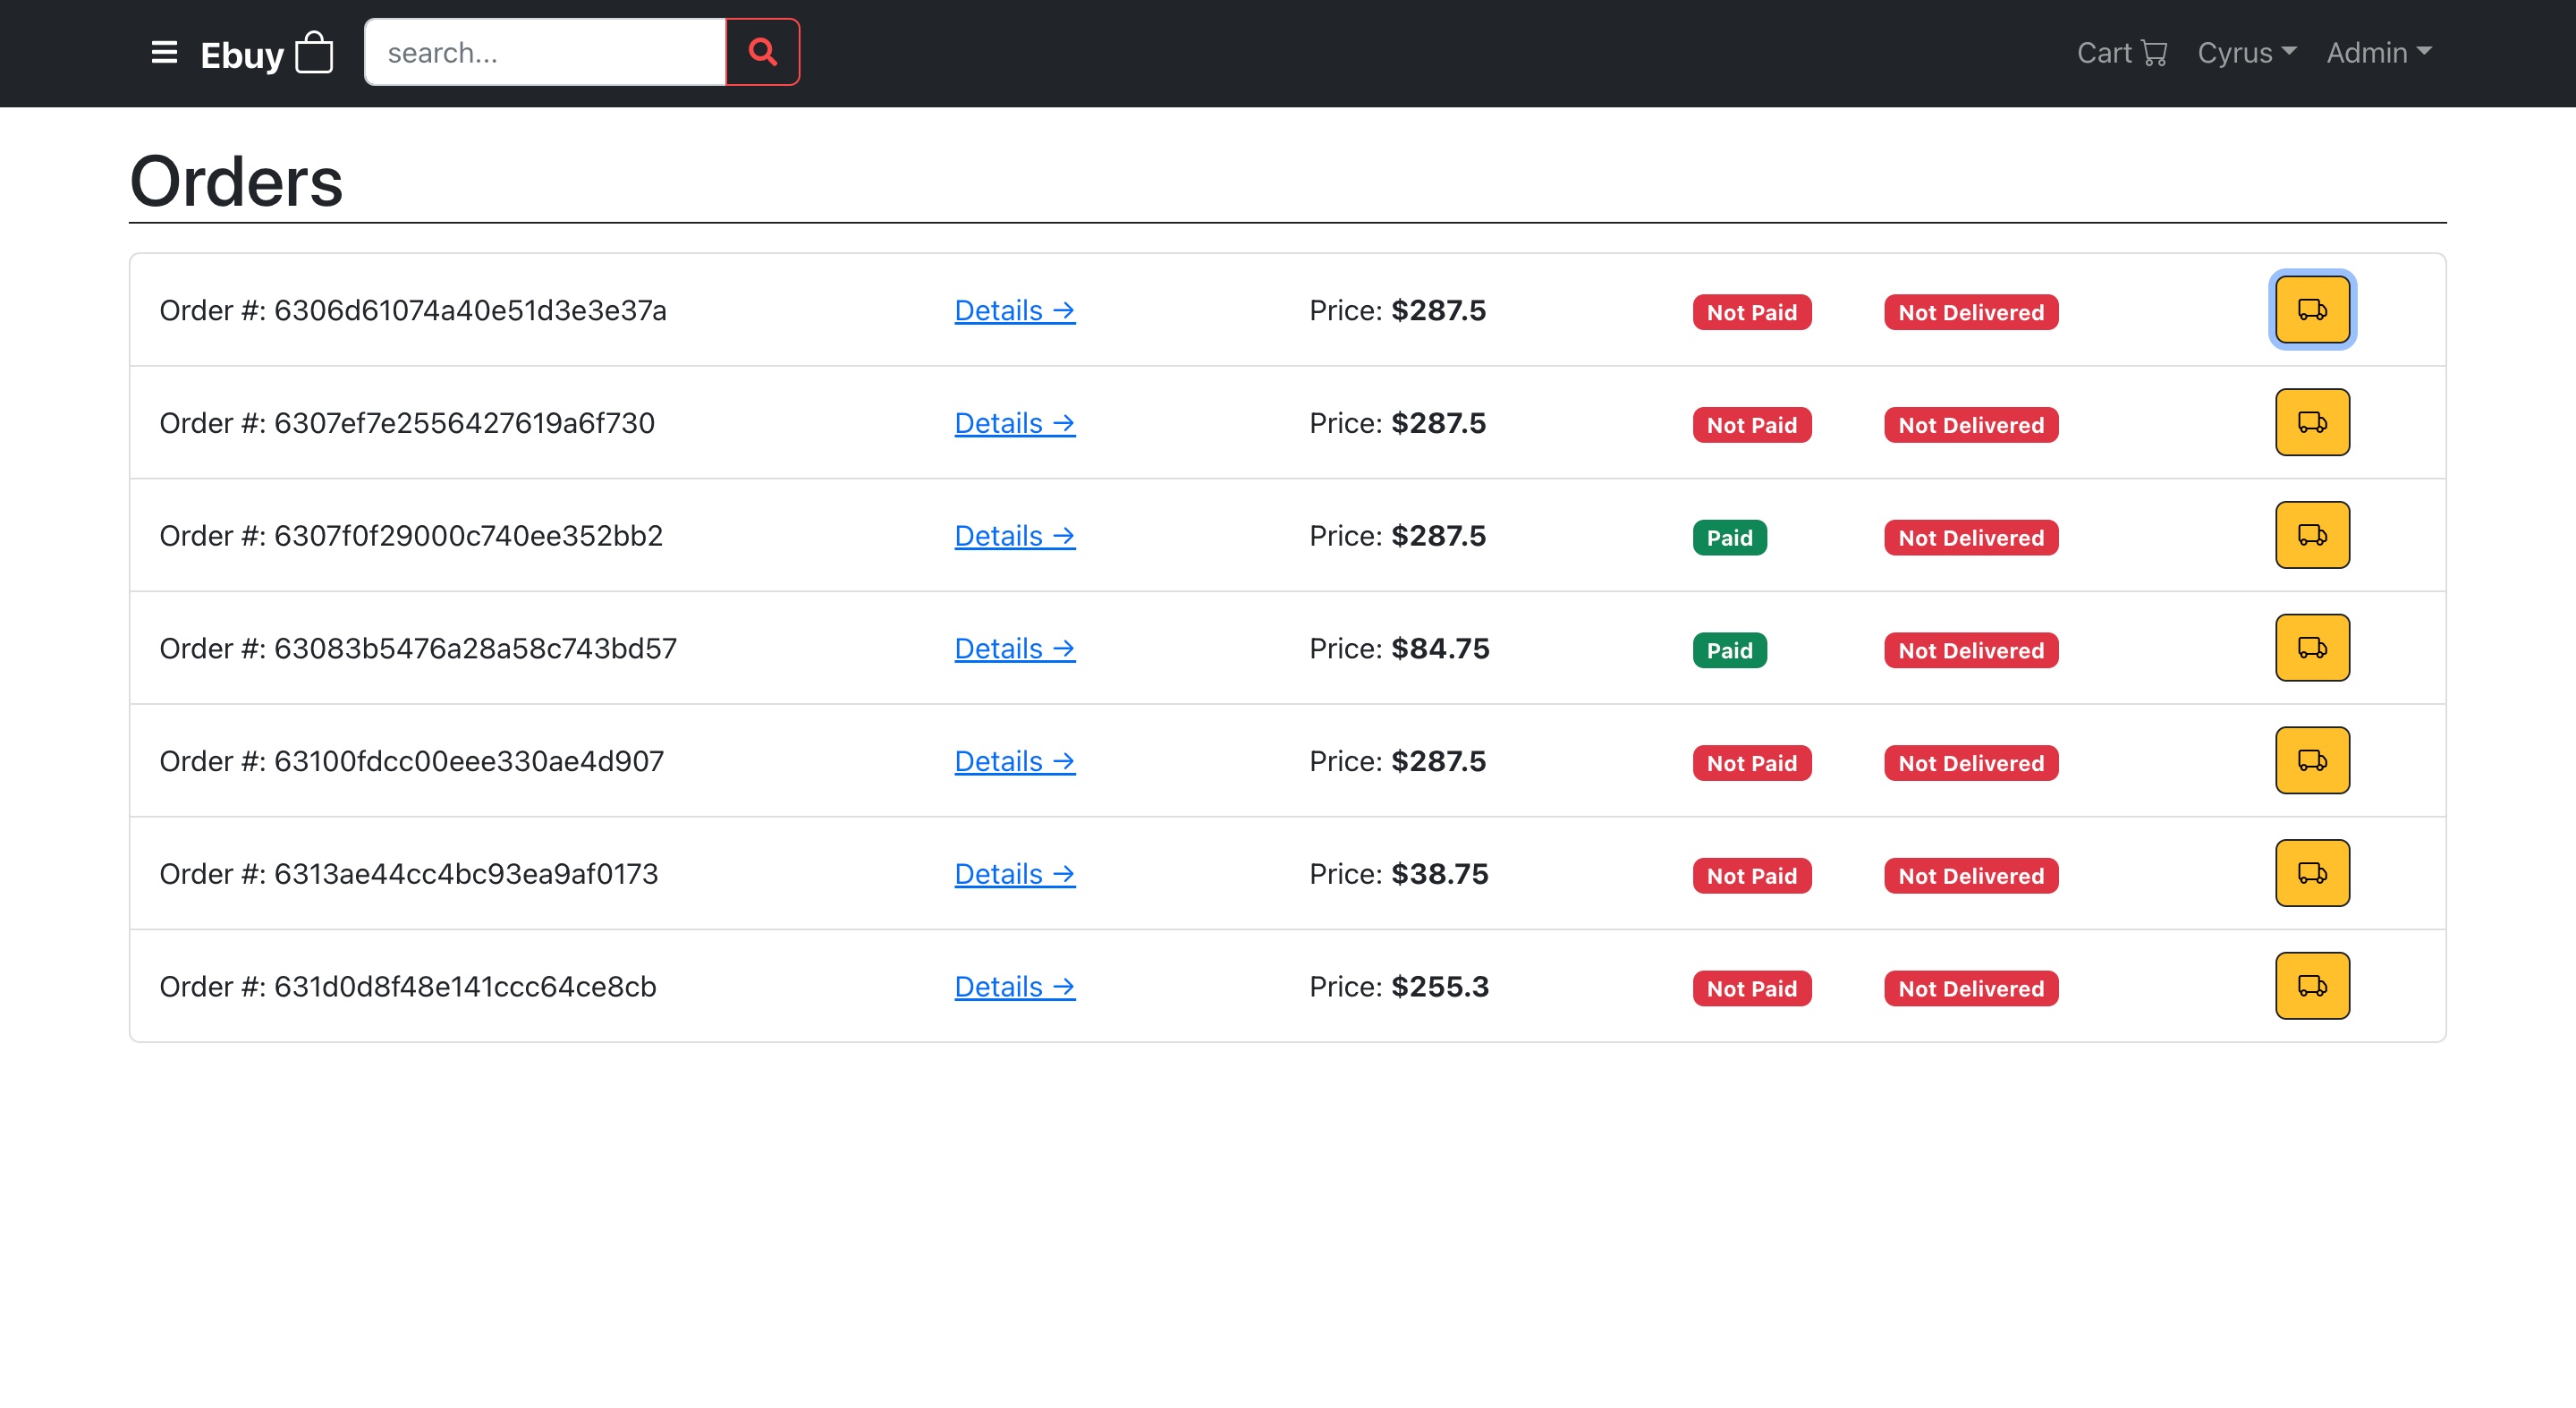 Ebuy search... Cart Cyrus Admin
Orders
Order #: 6306d61074a40e51d3e3e37a Details → Price: $287.5 Not Paid Not Delivered
Order #: 6307ef7e2556427619a6f730 Details → Price: $287.5 Not Paid Not Delivered
Order #: 6307f0f29000c740ee352bb2 Details → Price: $287.5 Paid Not Delivered
Order #: 63083b5476a28a58c743bd57 Details → Price: $84.75 Paid Not Delivered
Order #: 63100fdcc00eee330ae4d907 Details → Price: $287.5 Not Paid Not Delivered
Order #: 6313ae44cc4bc93ea9af0173 Details → Price: $38.75 Not Paid Not Delivered
Order #: 631d0d8f48e141ccc64ce8cb Details → Price: $255.3 Not Paid Not Delivered